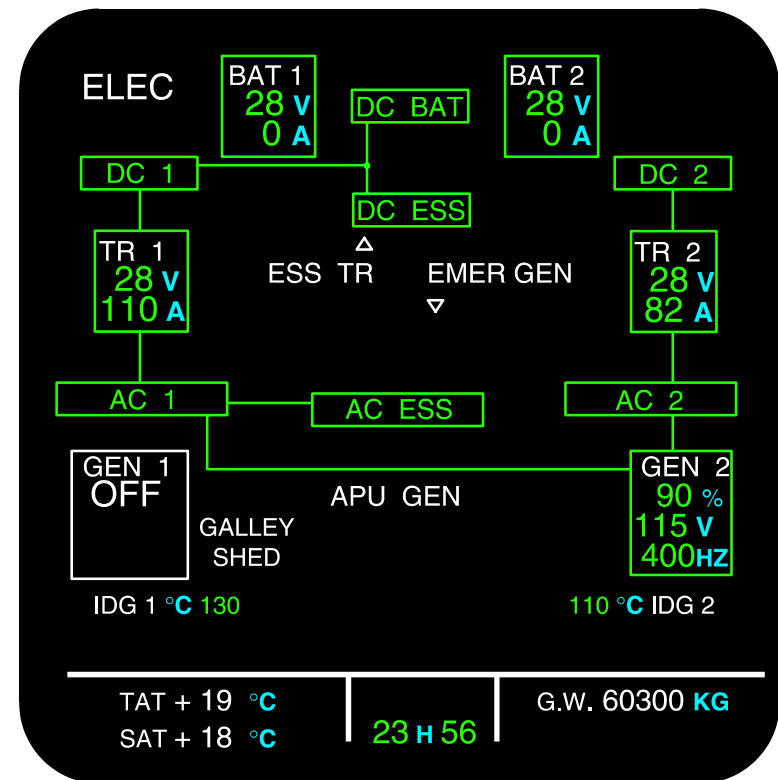 ELEC
BAT 1
28 V
0 A
DC BAT
BAT 2
28 V
0 A
DC 1
DC ESS
DC 2
TR 1
28 V
110 A
ESS TR
EMER GEN
TR 2
28 V
82 A
AC 1
AC ESS
AC 2
GEN 1
OFF
GALLEY
SHED
APU GEN
GEN 2
90 %
115 V
400HZ
IDG 1 °C 130
110 °C IDG 2
TAT + 19 °C
SAT + 18 °C
23 H 56
G.W. 60300 KG